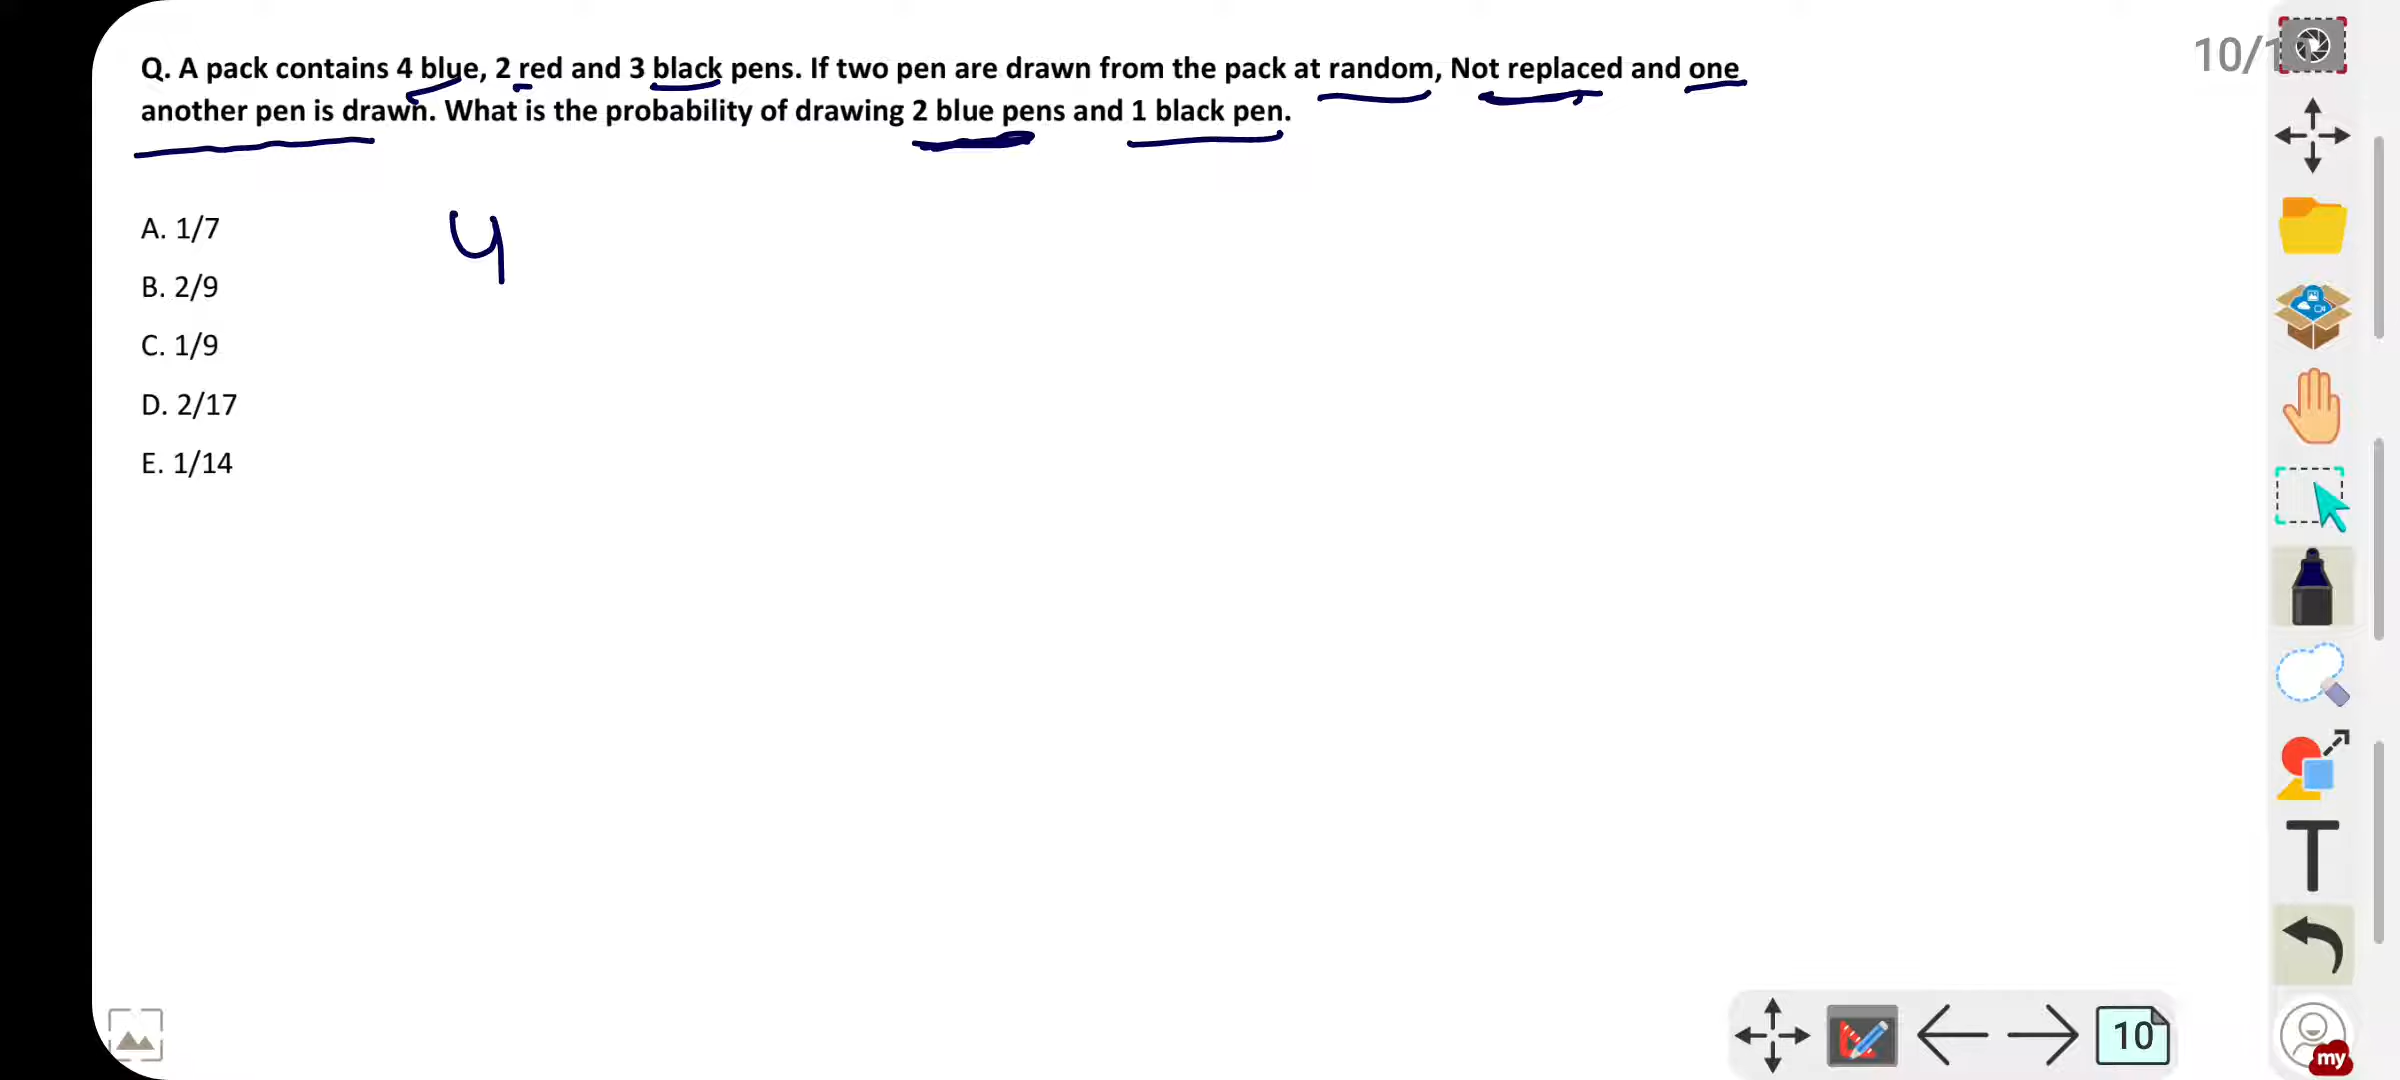 Q. A pack contains 4 blue, 2 red and 3 black pens. If two pen are drawn from the pack at random, Not replaced and one
another pen is drawn. What is the probability of drawing 2 blue pens and 1 black pen.
A. 1/7
B. 2/9
C. 1/9
D. 2/17
E. 1/14
4
10/1
T
10
my